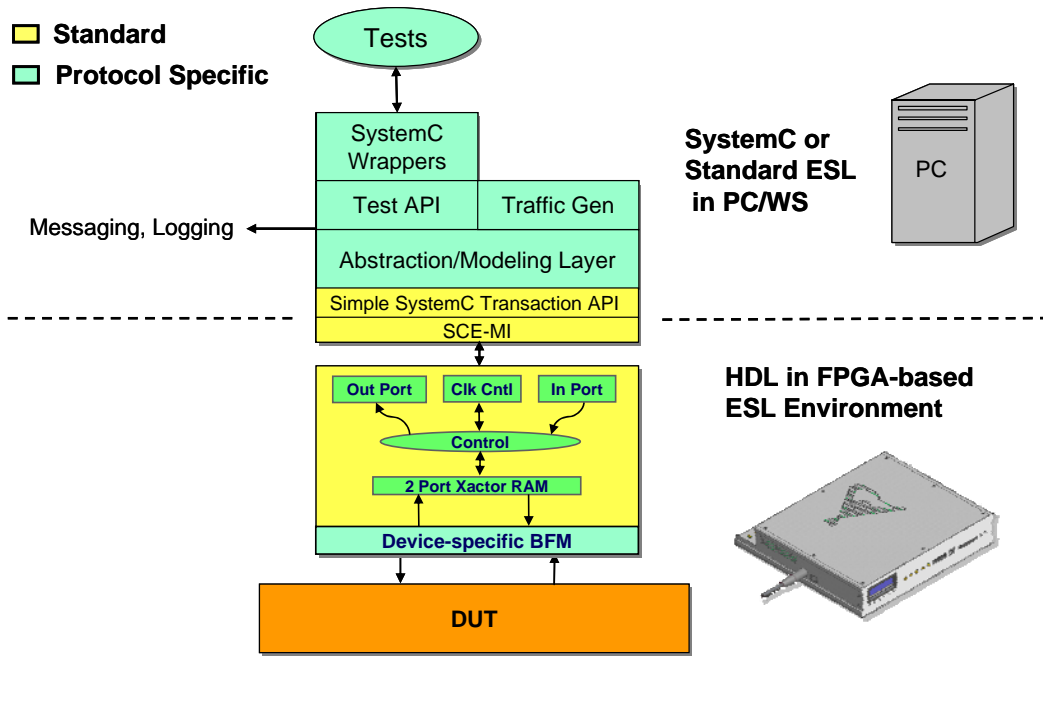 Standard
Protocol Specific
Tests
SystemC
Wrappers
Test API
Traffic Gen
Messaging, Logging
Abstraction/Modeling Layer
Simple SystemC Transaction API
SCE-MI
SystemC or
Standard ESL
in PC/WS
PC
Out Port
Clk Cntl
In Port
Control
2 Port Xactor RAM
Device-specific BFM
DUT
HDL in FPGA-based
ESL Environment